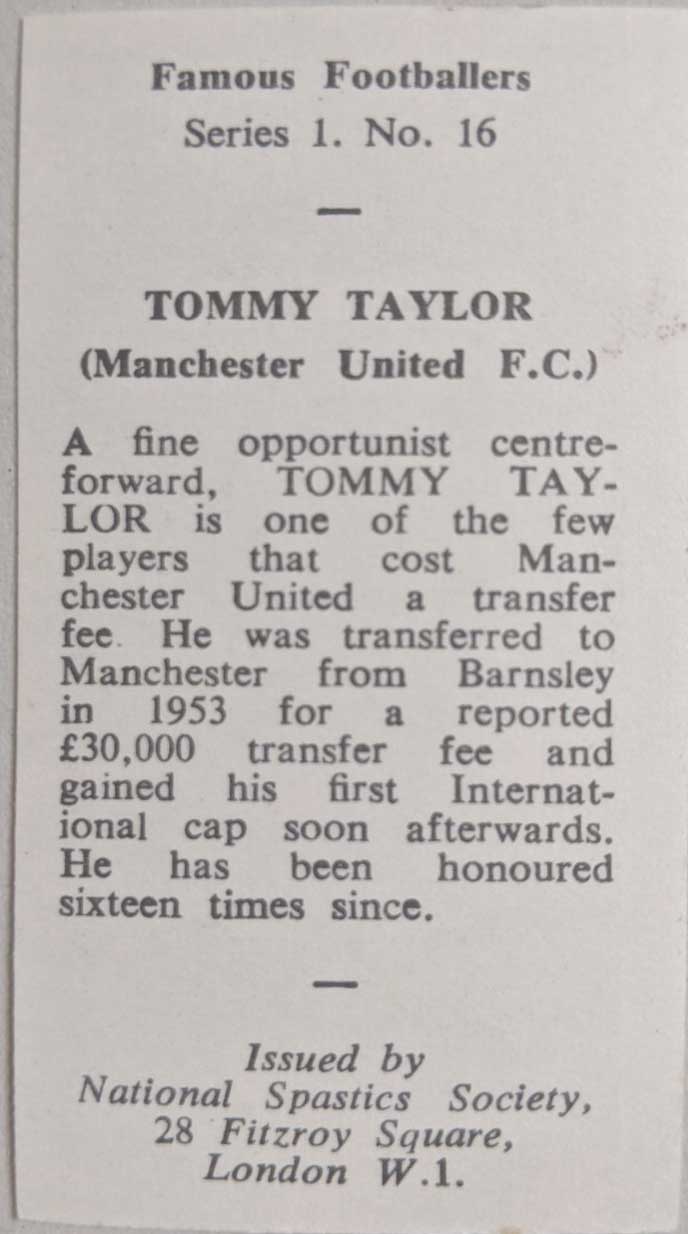 Famous Footballers
Series 1. No. 16
—
TOMMY TAYLOR
(Manchester United F.C.)
A fine opportunist centre-
forward, TOMMY TAY-
LOR is one of the few
players that cost Man-
chester United a transfer
fee. He was transferred to
Manchester from Barnsley
in 1953 for a reported
£30,000 transfer fee and
gained his first Internat-
ional cap soon afterwards.
He has been honoured
sixteen times since.
—
Issued by
National Spastics Society,
28 Fitzroy Square,
London W.1.